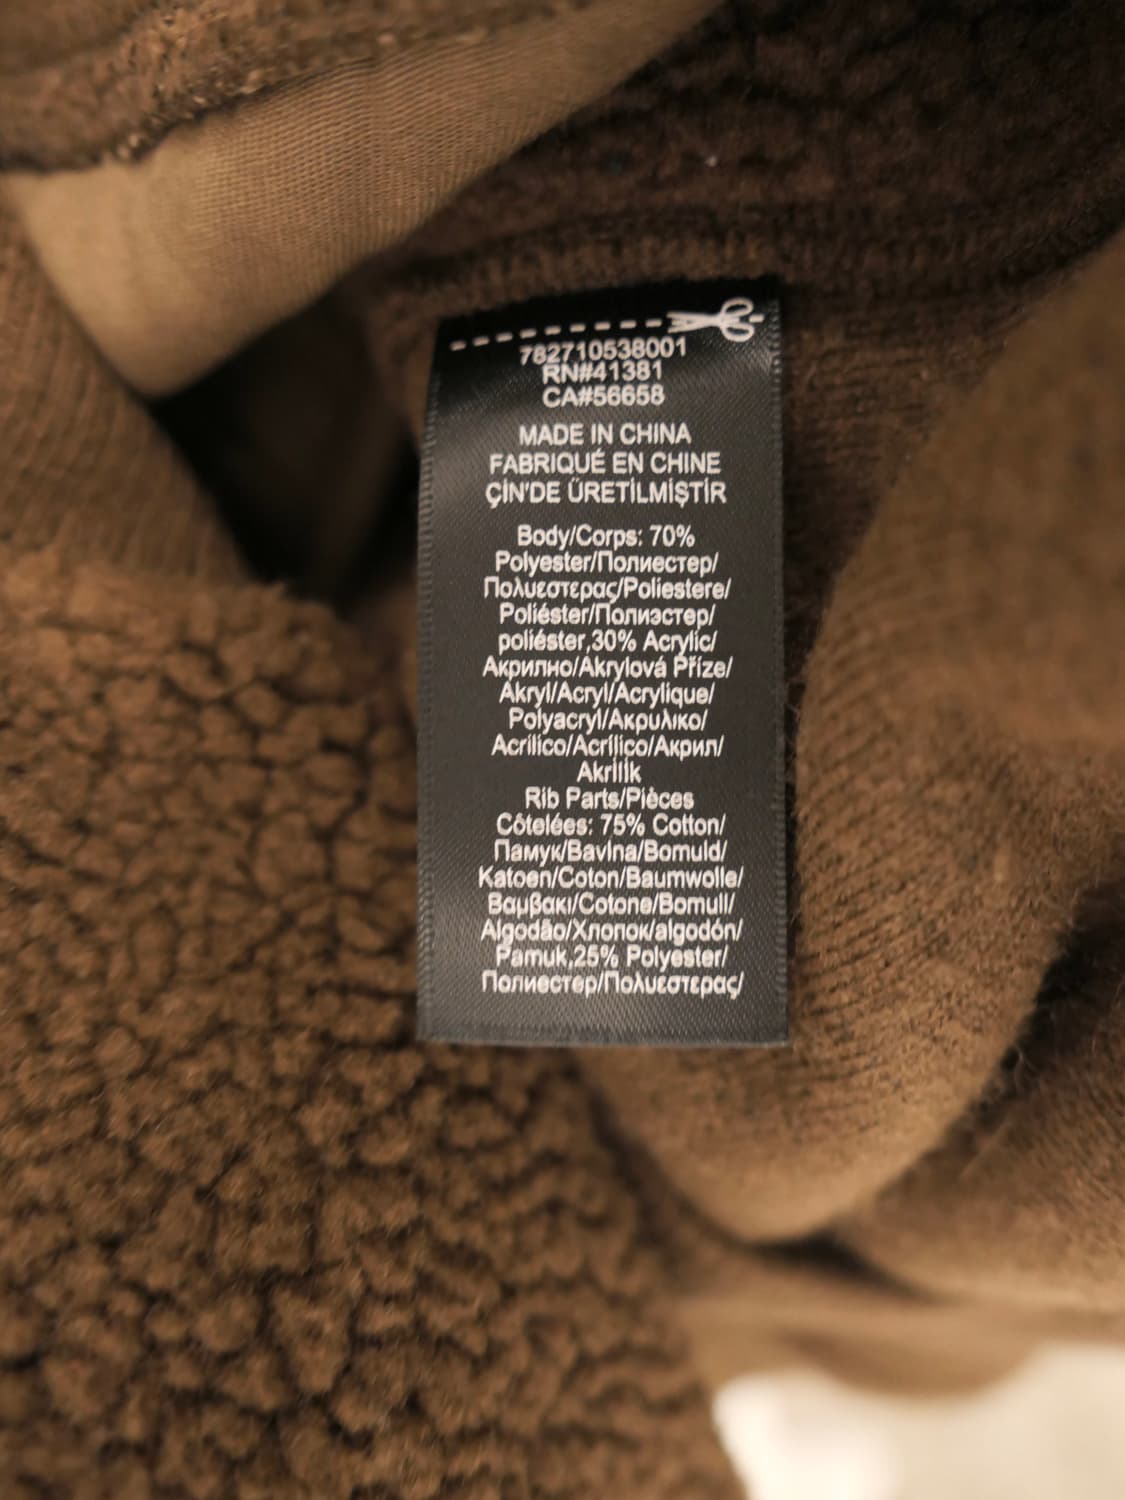 782710538001
RN#41381
CA#56658
MADE IN CHINA
FABRIQUÉ EN CHINE
ÇİN'DE ÜRETİLMİŞTİR
Body/Corps: 70%
Polyester/Полиестер/
Πολυεστερας/Poliestere/
Poliéster/Полиэстер/
poliéster,30% Acrylic/
Акрилно/Akrylová Příze/
Akryl/Acryl/Acrylique/
Polyacryl/Ακρυλικο/
Acrilico/Acrílico/Акрил/
Akrilik
Rib Parts/Pièces
Côtelées: 75% Cotton/
Памук/Bavlna/Bomuld/
Katoen/Coton/Baumwolle/
Βαμβακι/Cotone/Bomull/
Algodão/Хлопок/algodón/
Pamuk,25% Polyester/
Полиестер/Πολυεστερας/